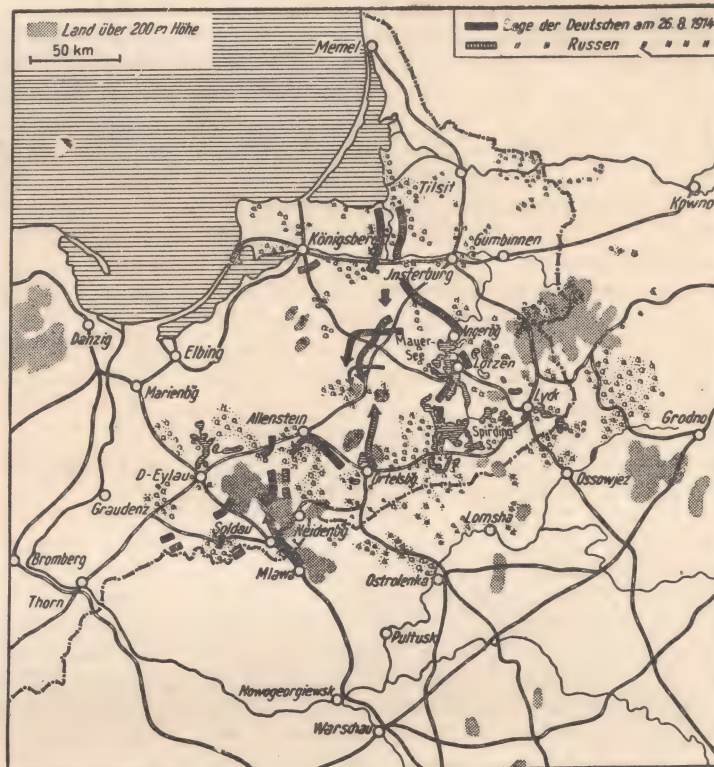 Land über 200 m Höhe
50 km
Lage der Deutschen am 26. 8. 1914
" " Russen " " " "
Memel
Tilsit
Kowno
Königsberg
Gumbinnen
Insterburg
Danzig
Elbing
Angerbg
Mauer-
See
Lötzen
Marienbg
Lyck
Allenstein
Spirding
Grodno
D-Eylau
Ortelsbg
Ossowjez
Graudenz
Neidenbg
Soldau
Lomsha
Bromberg
Mlawa
Ostrolenka
Thorn
Pultusk
Nowogeorgiewsk
Warschau